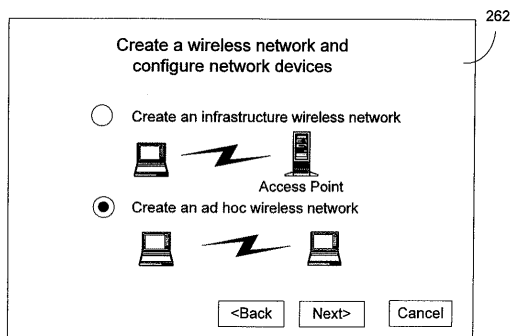 262
Create a wireless network and
configure network devices
Create an infrastructure wireless network
Access Point
Create an ad hoc wireless network
<Back Next> Cancel